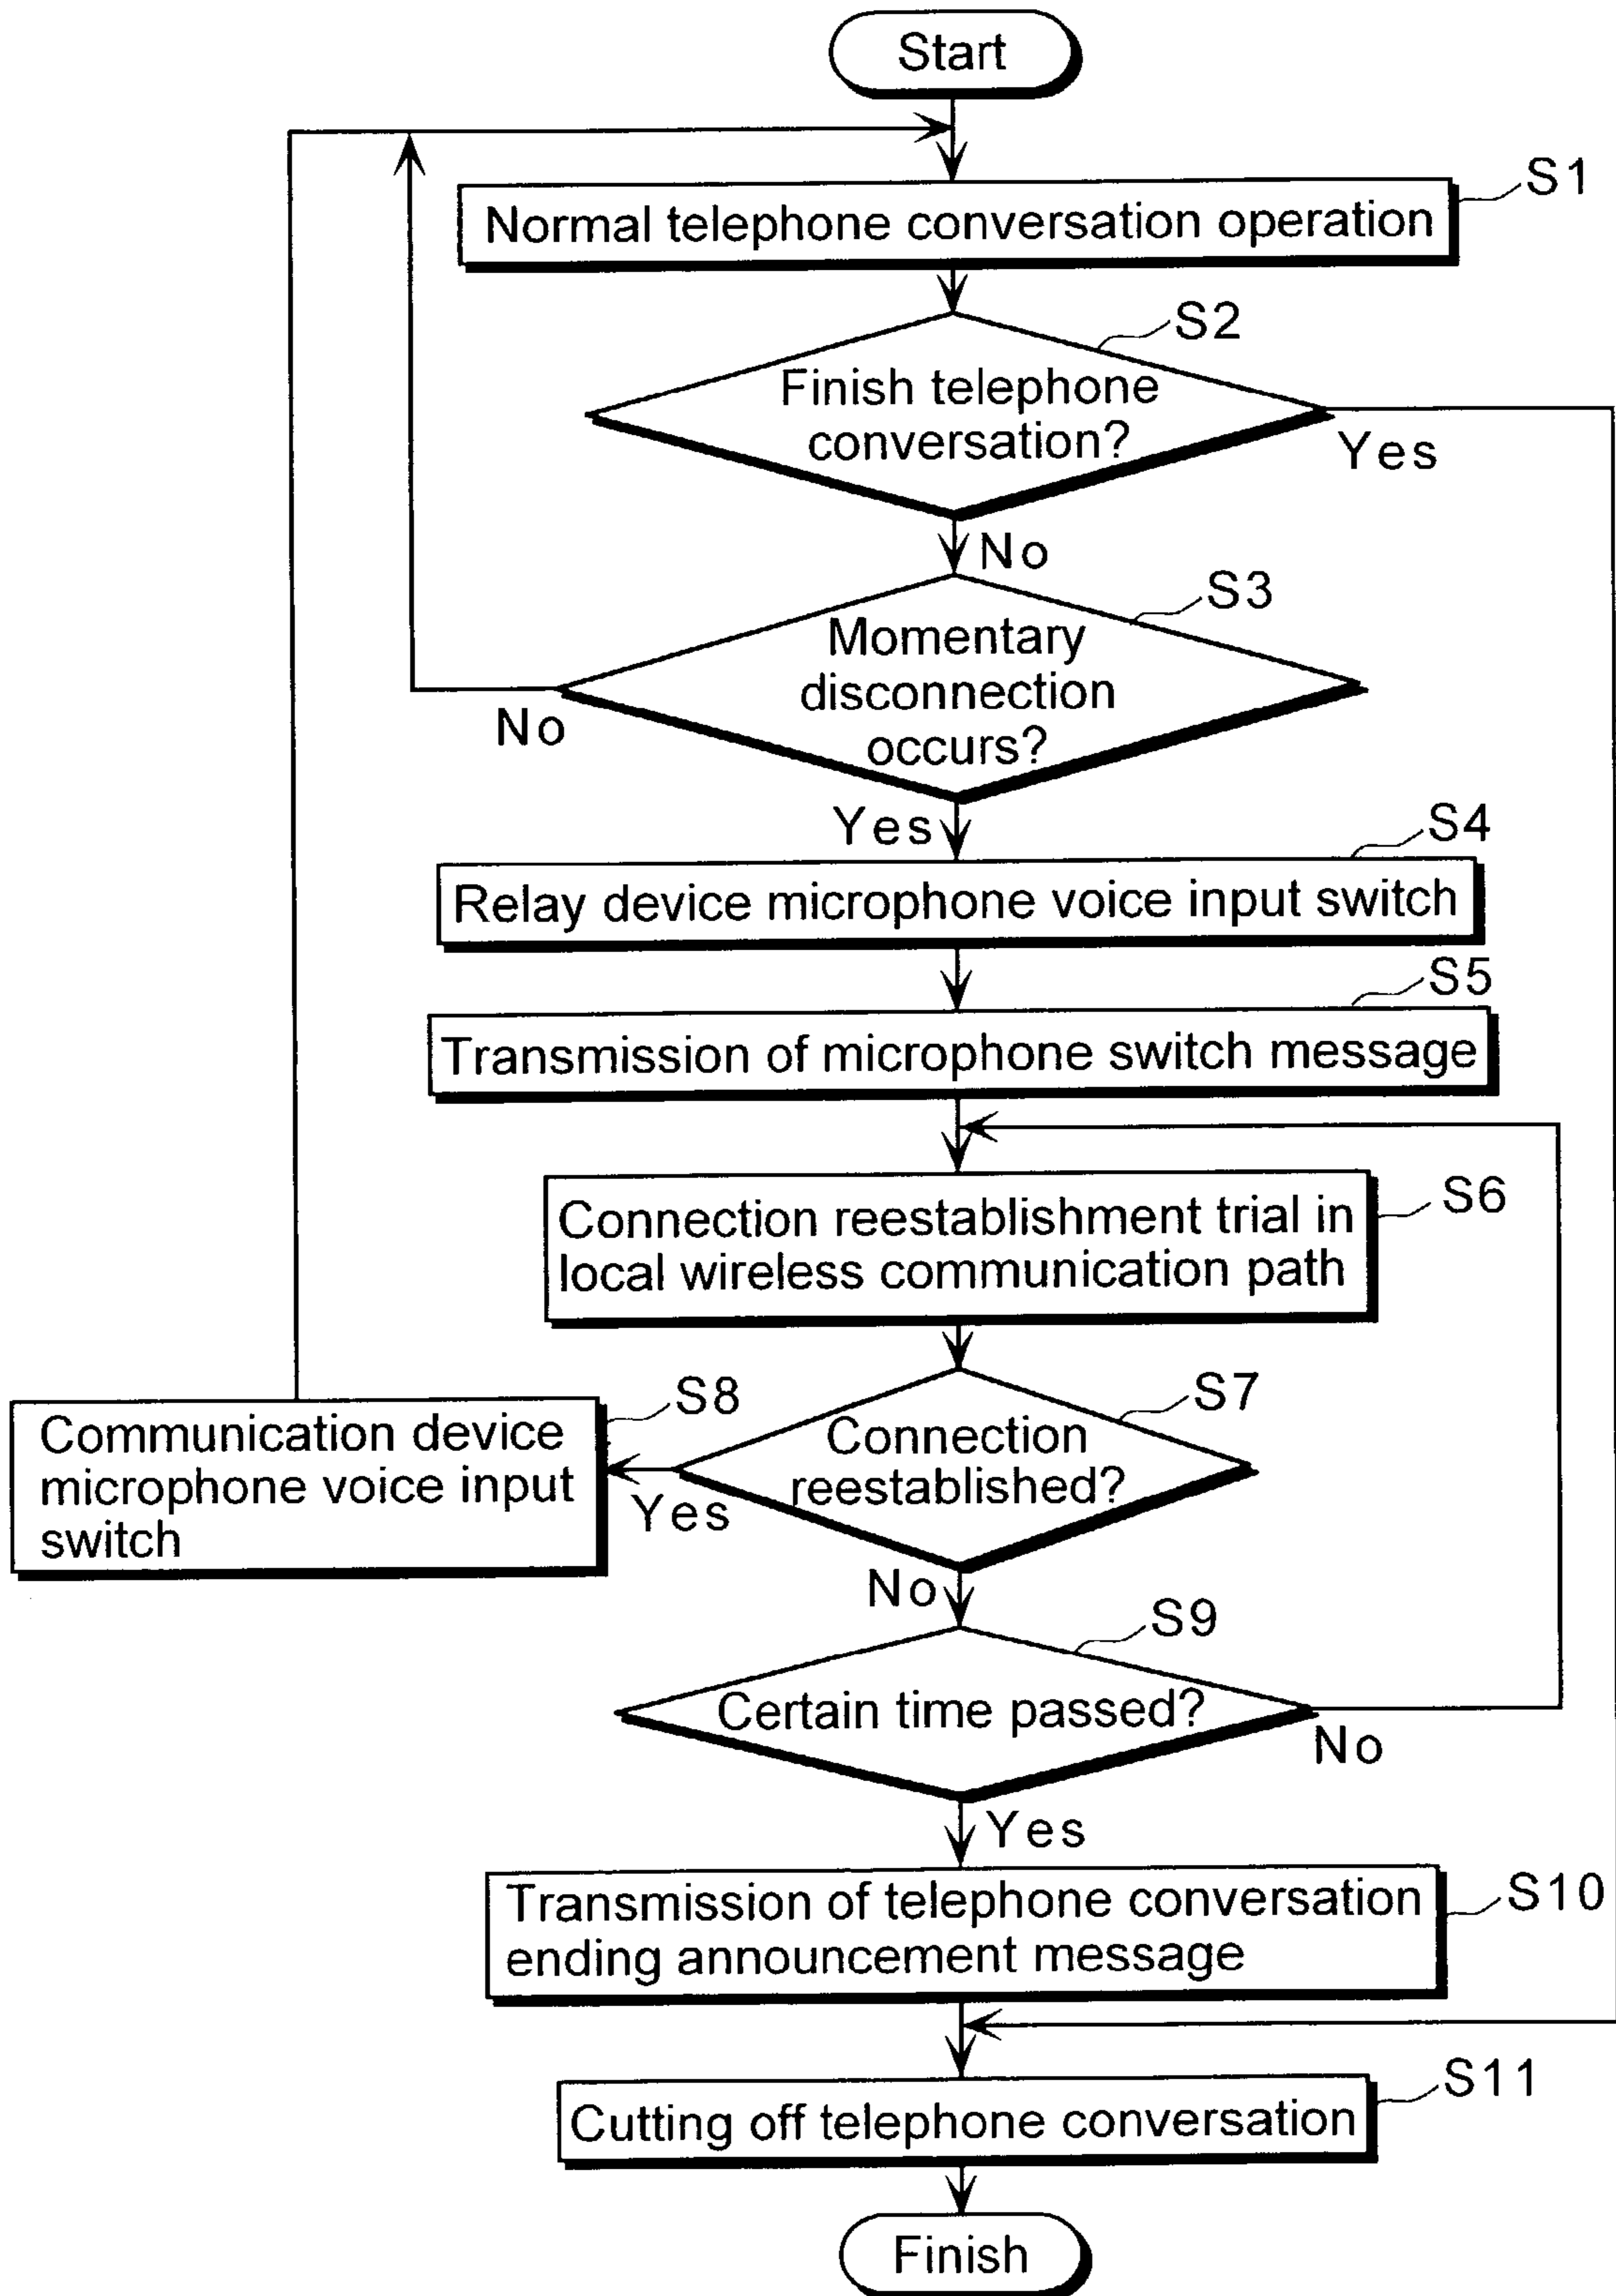 Start
S1
Normal telephone conversation operation
S2
Finish telephone
conversation?
Yes
No
S3
Momentary
disconnection
occurs?
No
Yes
S4
Relay device microphone voice input switch
S5
Transmission of microphone switch message
S6
Connection reestablishment trial in
local wireless communication path
S7
Connection
reestablished?
S8
Communication device
microphone voice input
switch
Yes
No
S9
Certain time passed?
No
Yes
S10
Transmission of telephone conversation
ending announcement message
S11
Cutting off telephone conversation
Finish